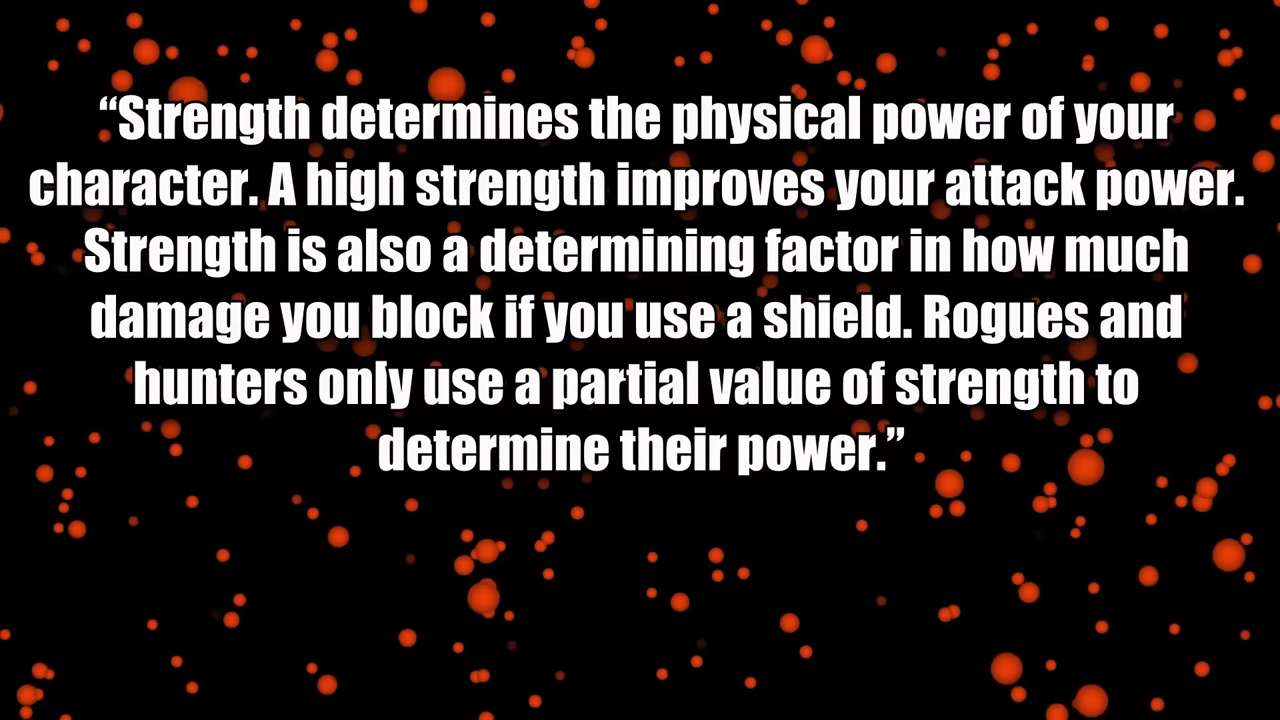 “Strength determines the physical power of your
character. A high strength improves your attack power.
Strength is also a determining factor in how much
damage you block if you use a shield. Rogues and
hunters only use a partial value of strength to
determine their power.”